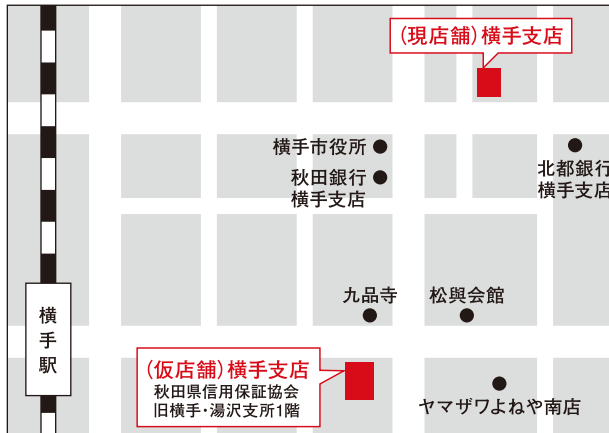 (現店舗)横手支店
横手市役所
秋田銀行
横手支店
北都銀行
横手支店
九品寺
松與会館
横手駅
(仮店舗)横手支店
秋田県信用保証協会
旧横手・湯沢支所1階
ヤマザワよねや南店